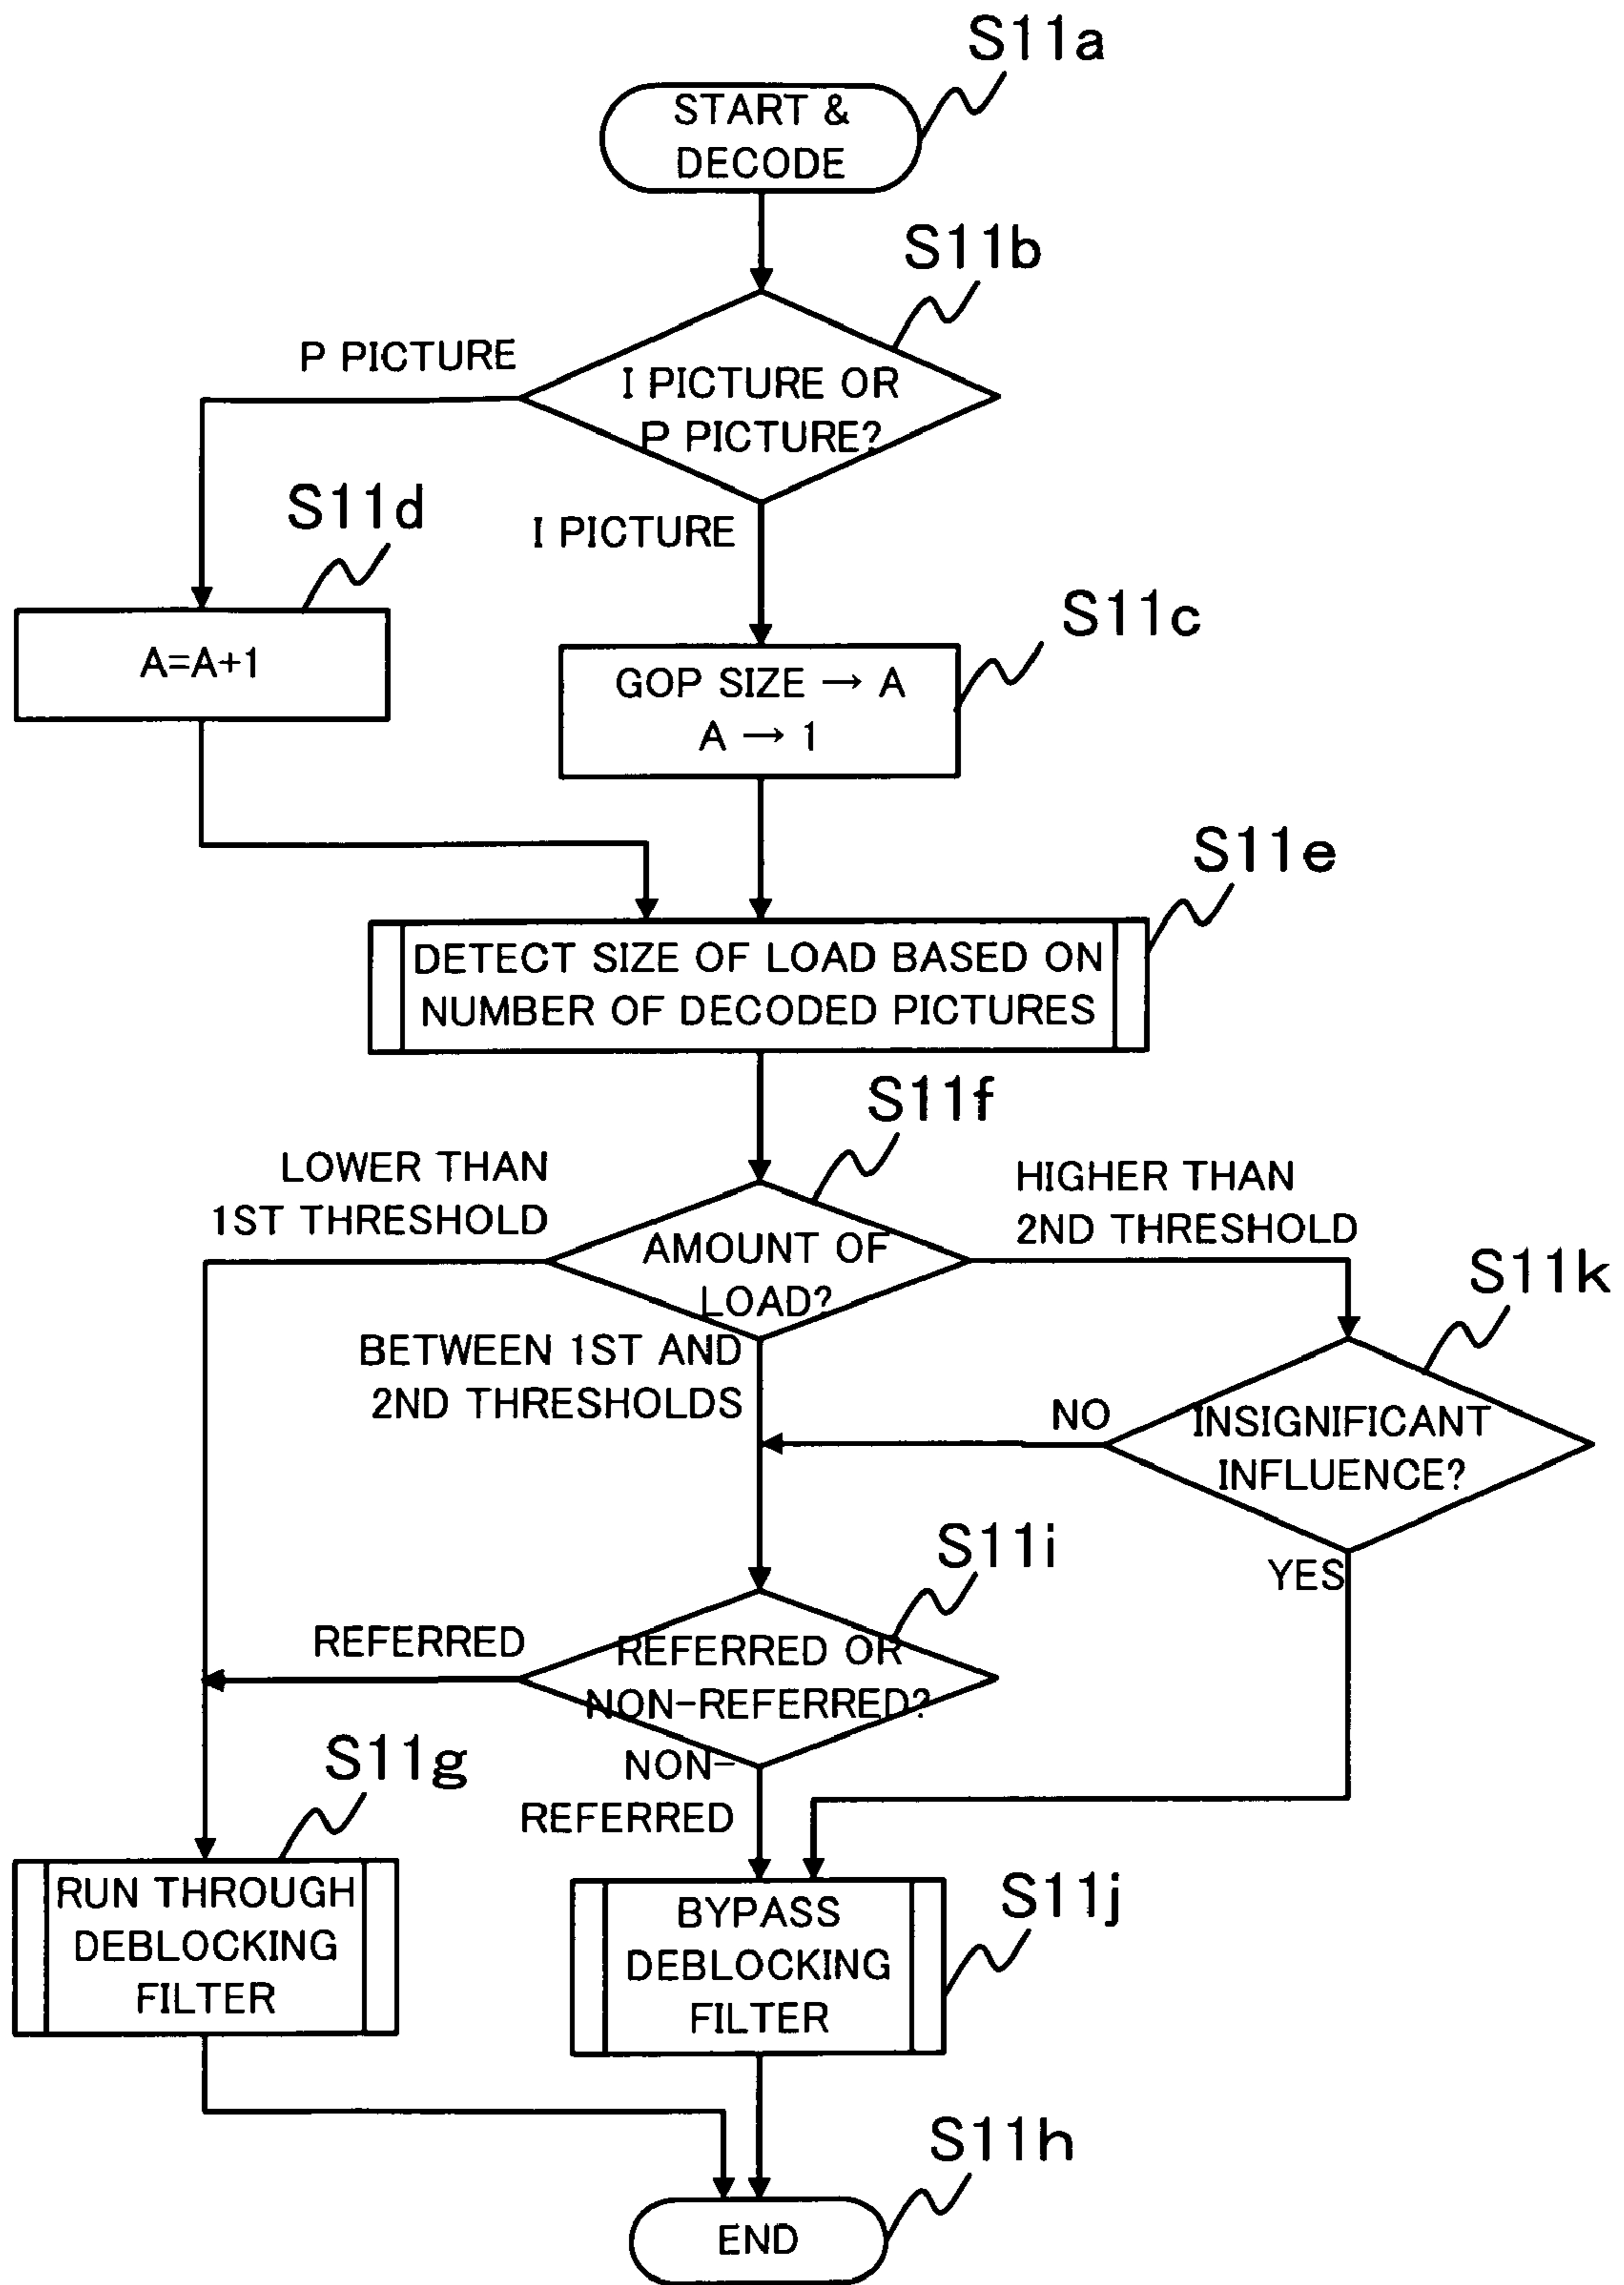 S11a
START &
DECODE
S11b
P PICTURE
I PICTURE OR
P PICTURE?
S11d
I PICTURE
S11c
A=A+1
GOP SIZE → A
A → 1
S11e
DETECT SIZE OF LOAD BASED ON
NUMBER OF DECODED PICTURES
S11f
LOWER THAN
1ST THRESHOLD
HIGHER THAN
2ND THRESHOLD
AMOUNT OF
LOAD?
S11k
BETWEEN 1ST AND
2ND THRESHOLDS
NO
INSIGNIFICANT
INFLUENCE?
S11i
YES
REFERRED
REFERRED OR
NON-REFERRED?
S11g
NON-
REFERRED
RUN THROUGH
DEBLOCKING
FILTER
S11j
BYPASS
DEBLOCKING
FILTER
S11h
END